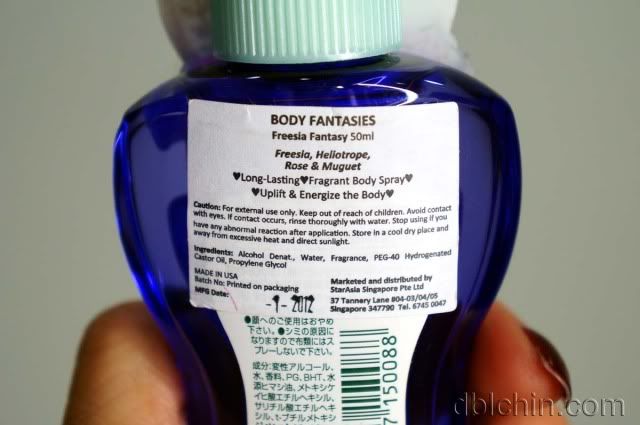 BODY FANTASIES
Freesia Fantasy 50ml
Freesia, Heliotrope,
Rose & Muguet
♥Long-Lasting♥Fragrant Body Spray♥
♥Uplift & Energize the Body♥
Caution: For external use only. Keep out of reach of children. Avoid contact
with eyes. If contact occurs, rinse thoroughly with water. Stop using if you
have any abnormal reaction after application. Store in a cool dry place and
away from excessive heat and direct sunlight.
Ingredients: Alcohol Denat., Water, Fragrance, PEG-40 Hydrogenated
Castor Oil, Propylene Glycol
MADE IN USA
Batch No: Printed on packaging
MFG Date: -1-2012
Marketed and distributed by
StarAsia Singapore Pte Ltd
37 Tannery Lane #04-03/04/05
Singapore 347790 Tel. 6745 0047
●顔へのご使用はおやめ
下さい。●シミの原因に
なりますので布類にはス
プレーしないで下さい。
成分：変性アルコール、
水、香料、PG、BHT、水
添ヒマシ油、メトキシケ
イヒ酸エチルヘキシル、
サリチル酸エチルヘキ
シル、t-ブチルメトキシ
7 150088
dblchin.com